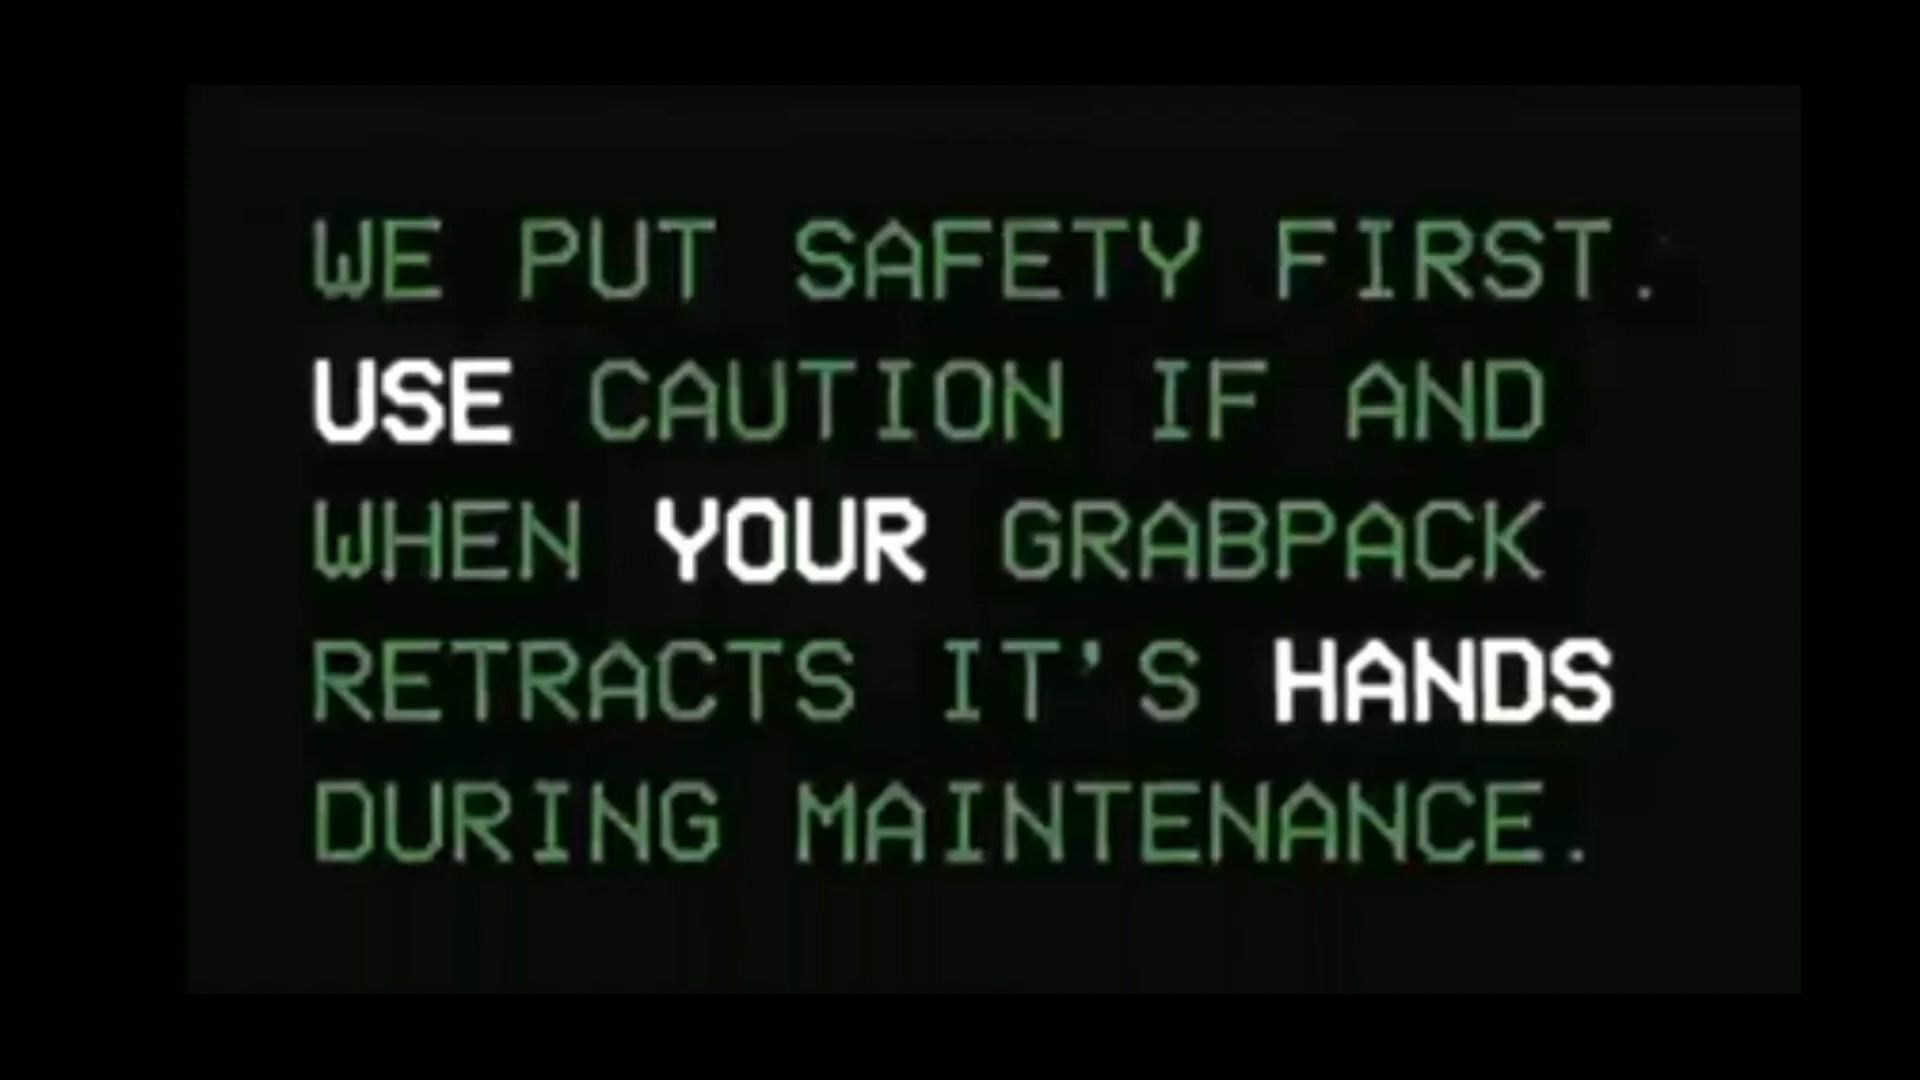 WE PUT SAFETY FIRST.
USE CAUTION IF AND
WHEN YOUR GRABPACK
RETRACTS IT'S HANDS
DURING MAINTENANCE.